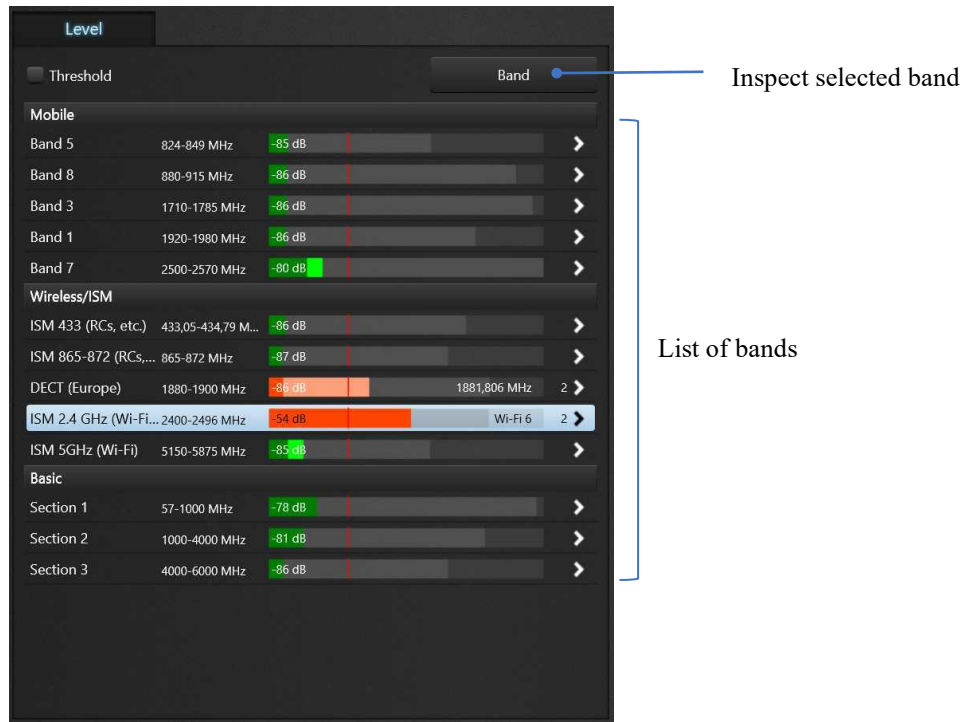 Level
Threshold
Band
Inspect selected band
Mobile
Band 5 824-849 MHz -85 dB
Band 8 880-915 MHz -86 dB
Band 3 1710-1785 MHz -86 dB
Band 1 1920-1980 MHz -86 dB
Band 7 2500-2570 MHz -80 dB
Wireless/ISM
ISM 433 (RCs, etc.) 433,05-434,79 M... -86 dB
ISM 865-872 (RCs,... 865-872 MHz -87 dB
List of bands
DECT (Europe) 1880-1900 MHz -86 dB 1881,806 MHz 2
ISM 2.4 GHz (Wi-Fi... 2400-2496 MHz -54 dB Wi-Fi 6 2
ISM 5GHz (Wi-Fi) 5150-5875 MHz -85 dB
Basic
Section 1 57-1000 MHz -78 dB
Section 2 1000-4000 MHz -81 dB
Section 3 4000-6000 MHz -86 dB